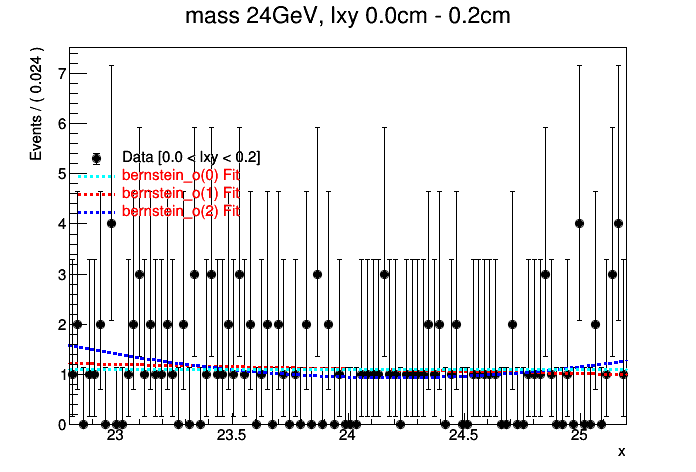 mass 24GeV, lxy 0.0cm - 0.2cm
Events / ( 0.024 )
7
6
5
4
3
2
1
0
Data [0.0 < lxy < 0.2]
bernstein_o(0) Fit
bernstein_o(1) Fit
bernstein_o(2) Fit
23
23.5
24
24.5
25
x